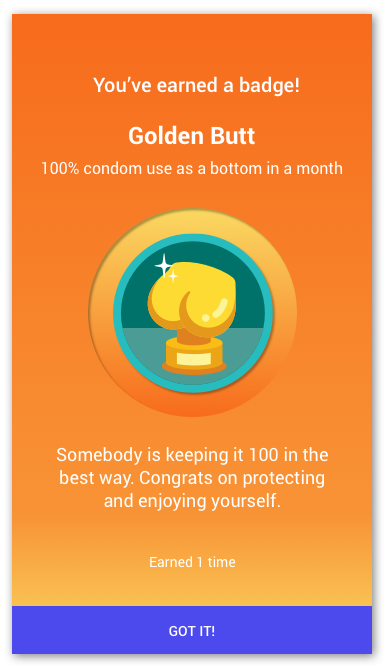 You’ve earned a badge!
Golden Butt
100% condom use as a bottom in a month
Somebody is keeping it 100 in the
best way. Congrats on protecting
and enjoying yourself.
Earned 1 time
GOT IT!